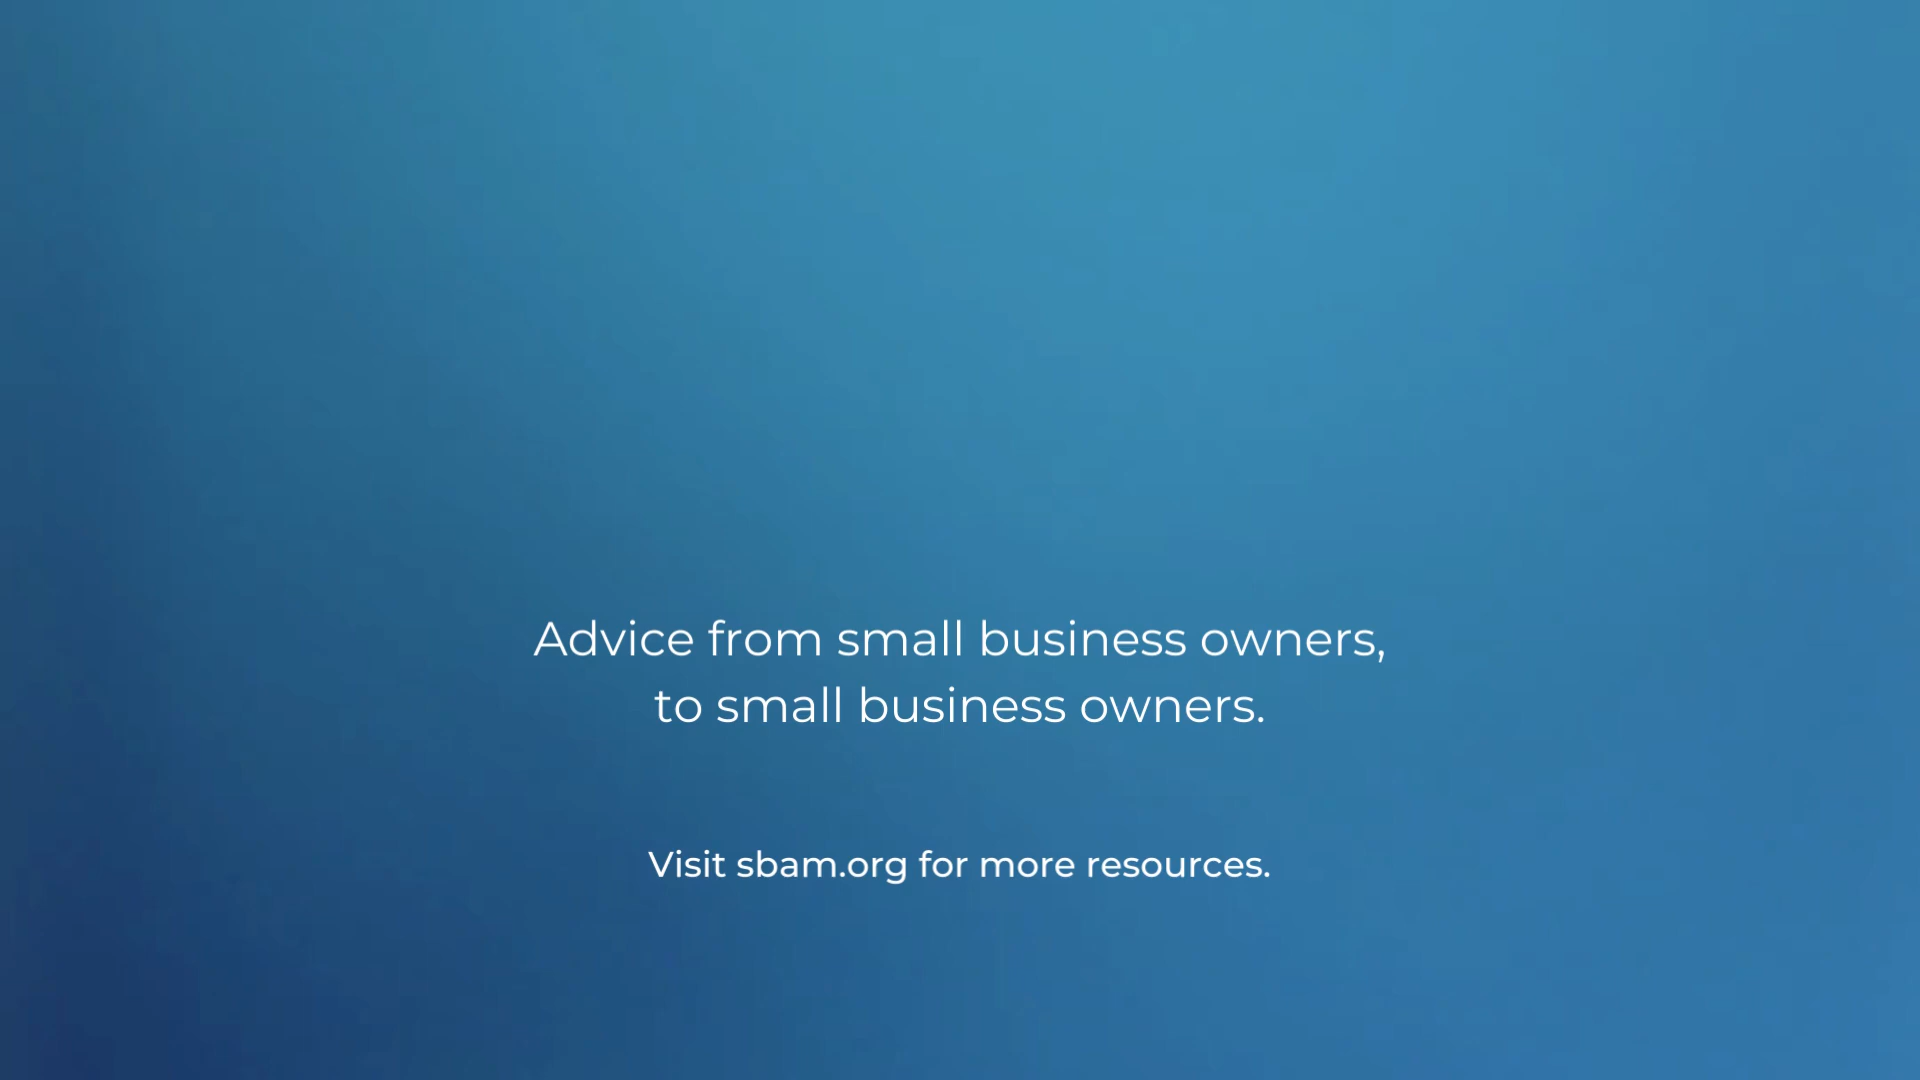 Advice from small business owners,
to small business owners.
Visit sbam.org for more resources.